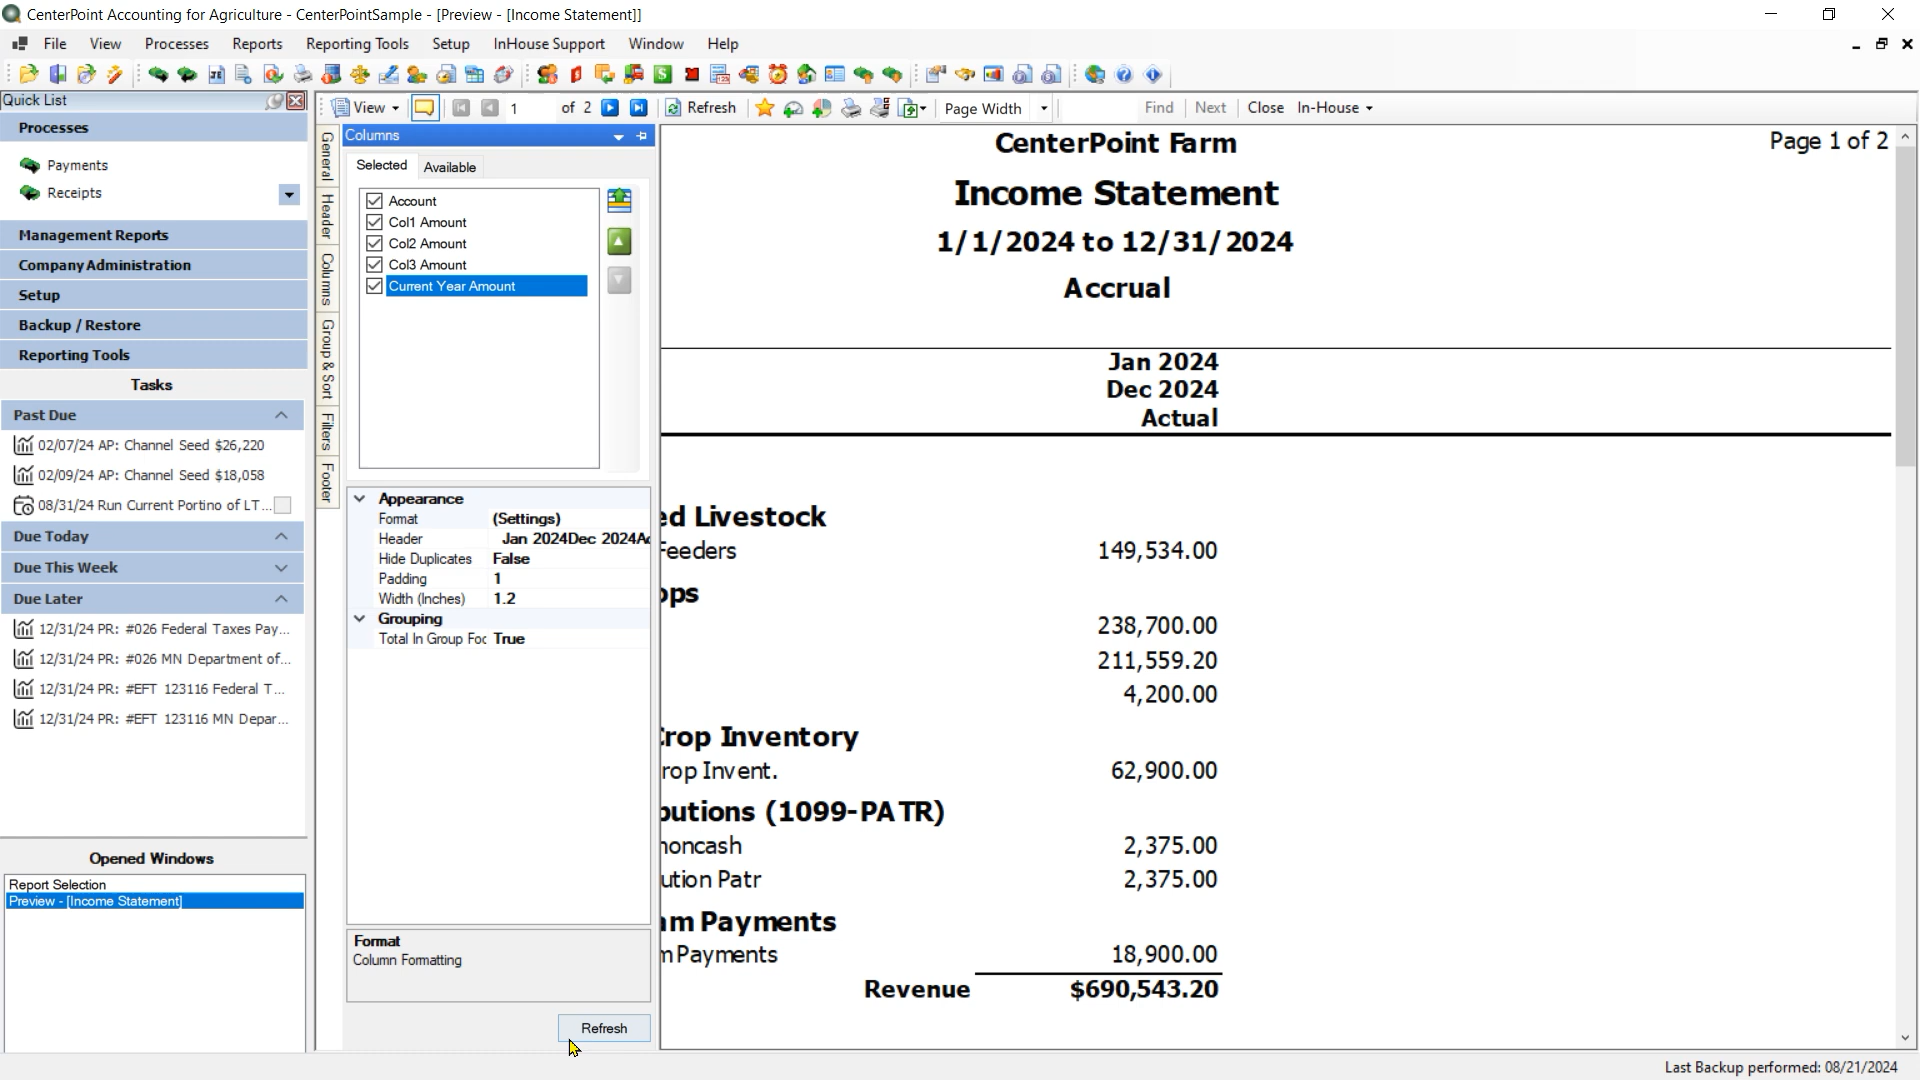 CenterPoint Accounting for Agriculture - CenterPointSample - [Preview - [Income Statement]]
File View Processes Reports Reporting Tools Setup InHouse Support Window Help
Quick List
Processes
Payments
Receipts
Management Reports
Company Administration
Setup
Backup / Restore
Reporting Tools
Tasks
Past Due
02/07/24 AP: Channel Seed $26,220
02/09/24 AP: Channel Seed $18,058
08/31/24 Run Current Portino of LT...
Due Today
Due This Week
Due Later
12/31/24 PR: #026 Federal Taxes Pay...
12/31/24 PR: #026 MN Department of...
12/31/24 PR: #EFT 123116 Federal T...
12/31/24 PR: #EFT 123116 MN Depar...
Opened Windows
Report Selection
Preview - [Income Statement]
View 1 of 2 Refresh Page Width Find Next Close In-House
General
Header
Columns
Group & Sort
Filters
Footer
Columns
Selected Available
Account
Col1 Amount
Col2 Amount
Col3 Amount
Current Year Amount
Appearance
Format (Settings)
Header Jan 2024Dec 2024Ac
Hide Duplicates False
Padding 1
Width (Inches) 1.2
Grouping
Total In Group Foc True
Format
Column Formatting
Refresh
CenterPoint Farm Page 1 of 2
Income Statement
1/1/2024 to 12/31/2024
Accrual
Jan 2024
Dec 2024
Actual
ed Livestock
Feeders 149,534.00
ops
238,700.00
211,559.20
4,200.00
Crop Inventory
rop Invent. 62,900.00
butions (1099-PATR)
noncash 2,375.00
ution Patr 2,375.00
am Payments
m Payments 18,900.00
Revenue $690,543.20
Last Backup performed: 08/21/2024